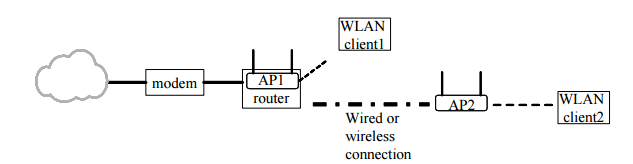 WLAN
client1
modem
AP1
router
Wired or
wireless
connection
AP2
WLAN
client2